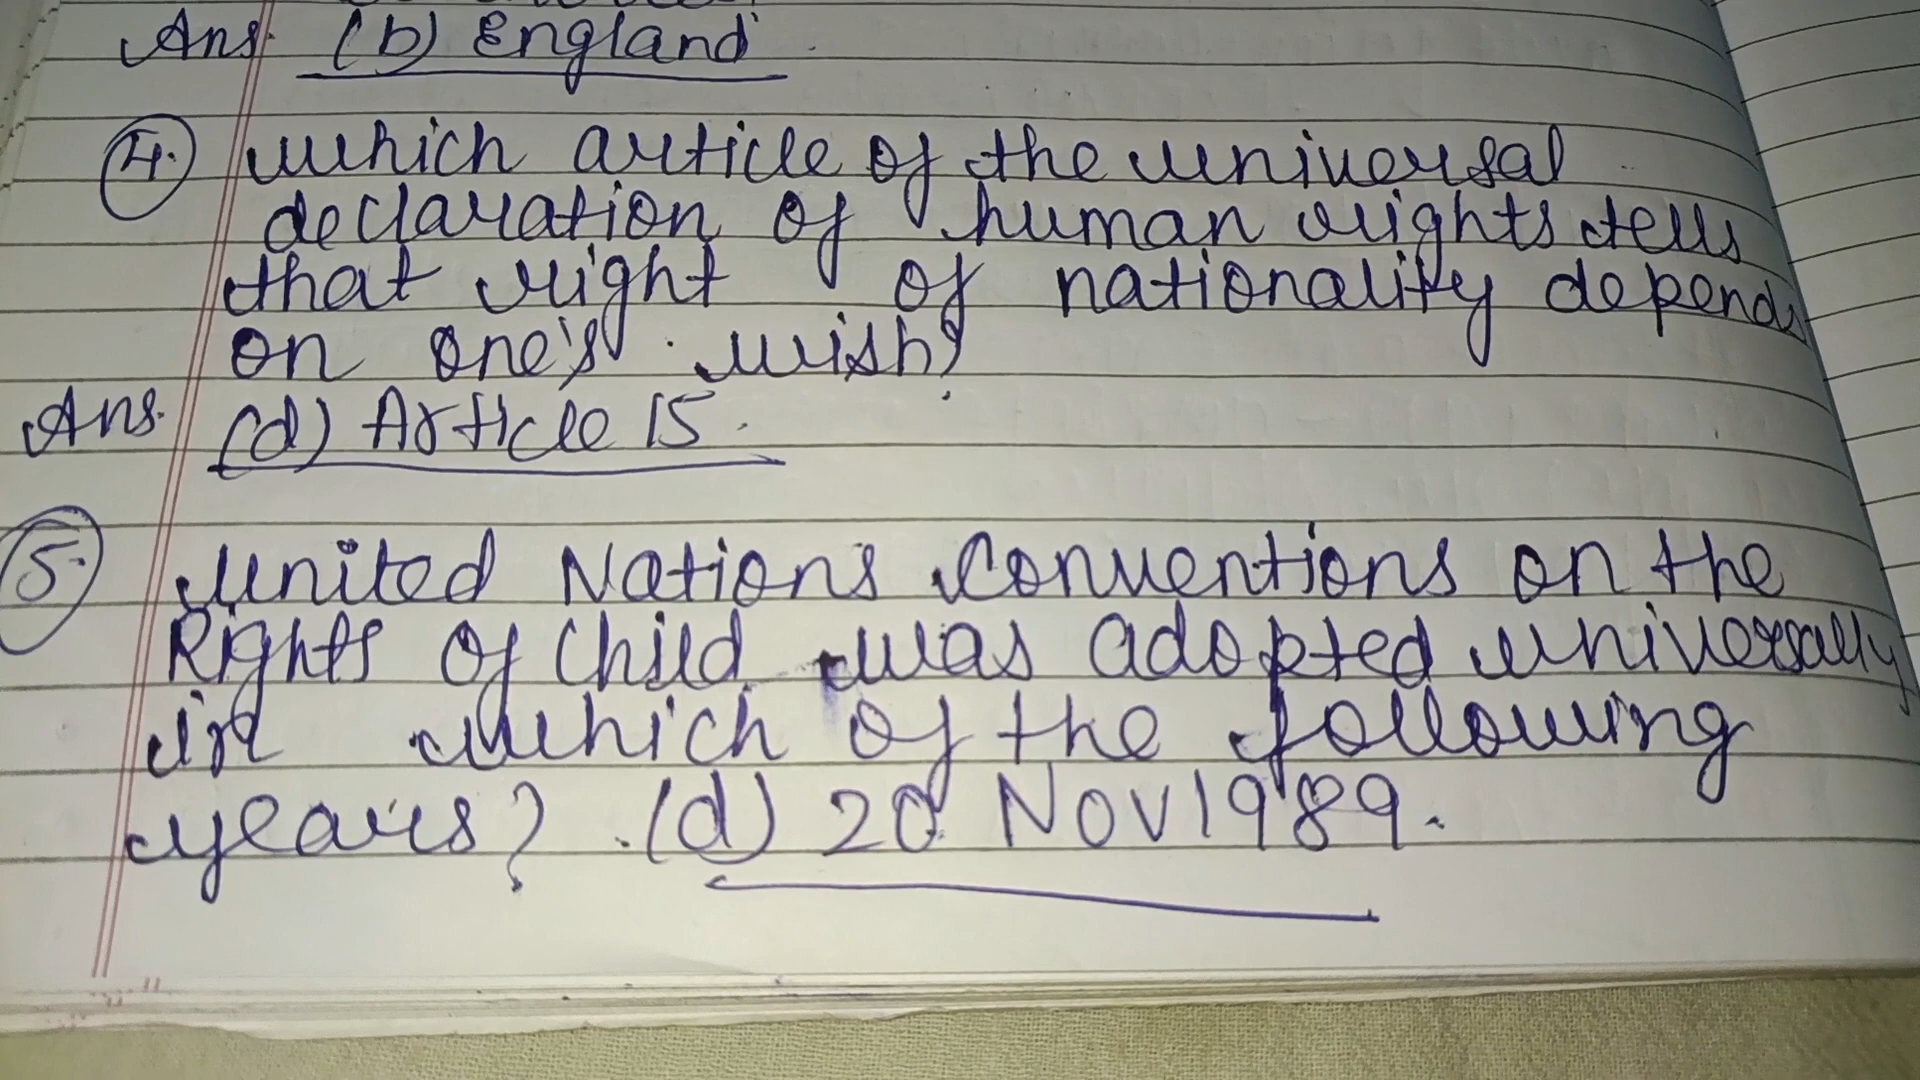 Ans. (b) England.
4. which article of the universal
declaration of human rights tells
that right of nationality depends
on one's wish?
Ans. (d) Article 15.
5. United Nations Conventions on the
Rights of Child was adopted universally
in which of the following
years? (d) 20 Nov 1989.